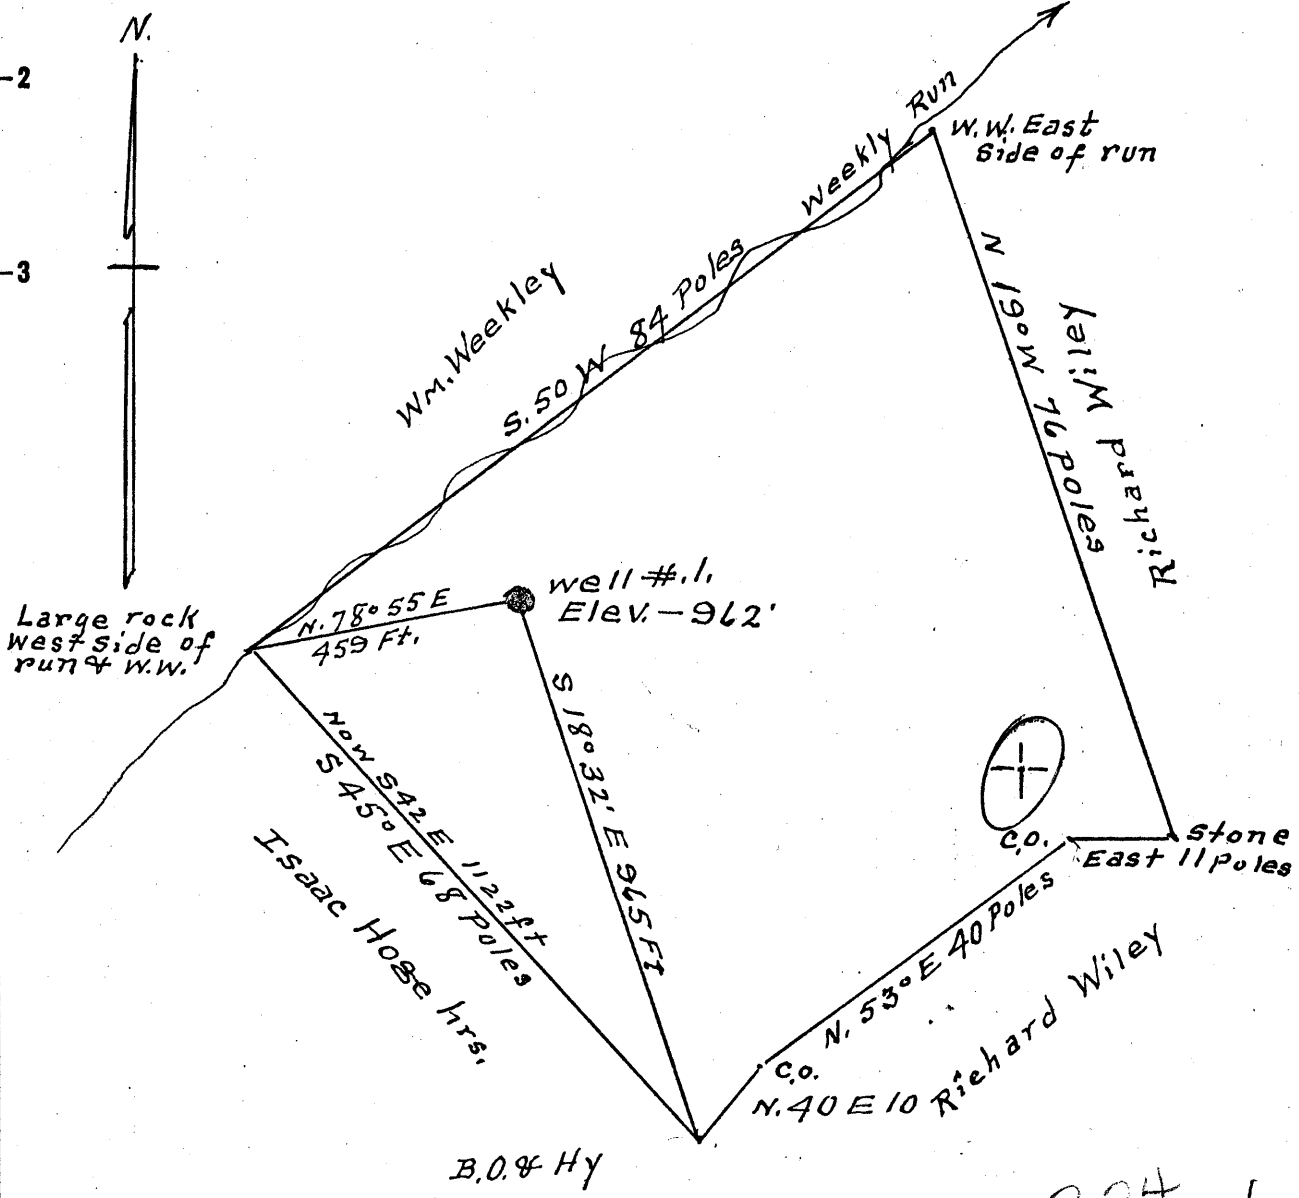 N.
-2
-3
Weekly Run
W.W. East
side of run
Wm. Weekley
S. 50 W 84 Poles
N 19° W 76 poles
Richard Wiley
Large rock
west side of
run & W.W.
N. 78° 55 E
459 Ft.
well #.1.
Elev. - 962'
S 18° 32' E 965 FT
NOW S 42 E 1122 ft
S 45° E 68 Poles
Isaac Hoge hrs.
C.O.
Stone
East 11 Poles
N. 53° E 40 Poles
Richard Wiley
C.O.
N. 40 E 10
B.O. & Hy